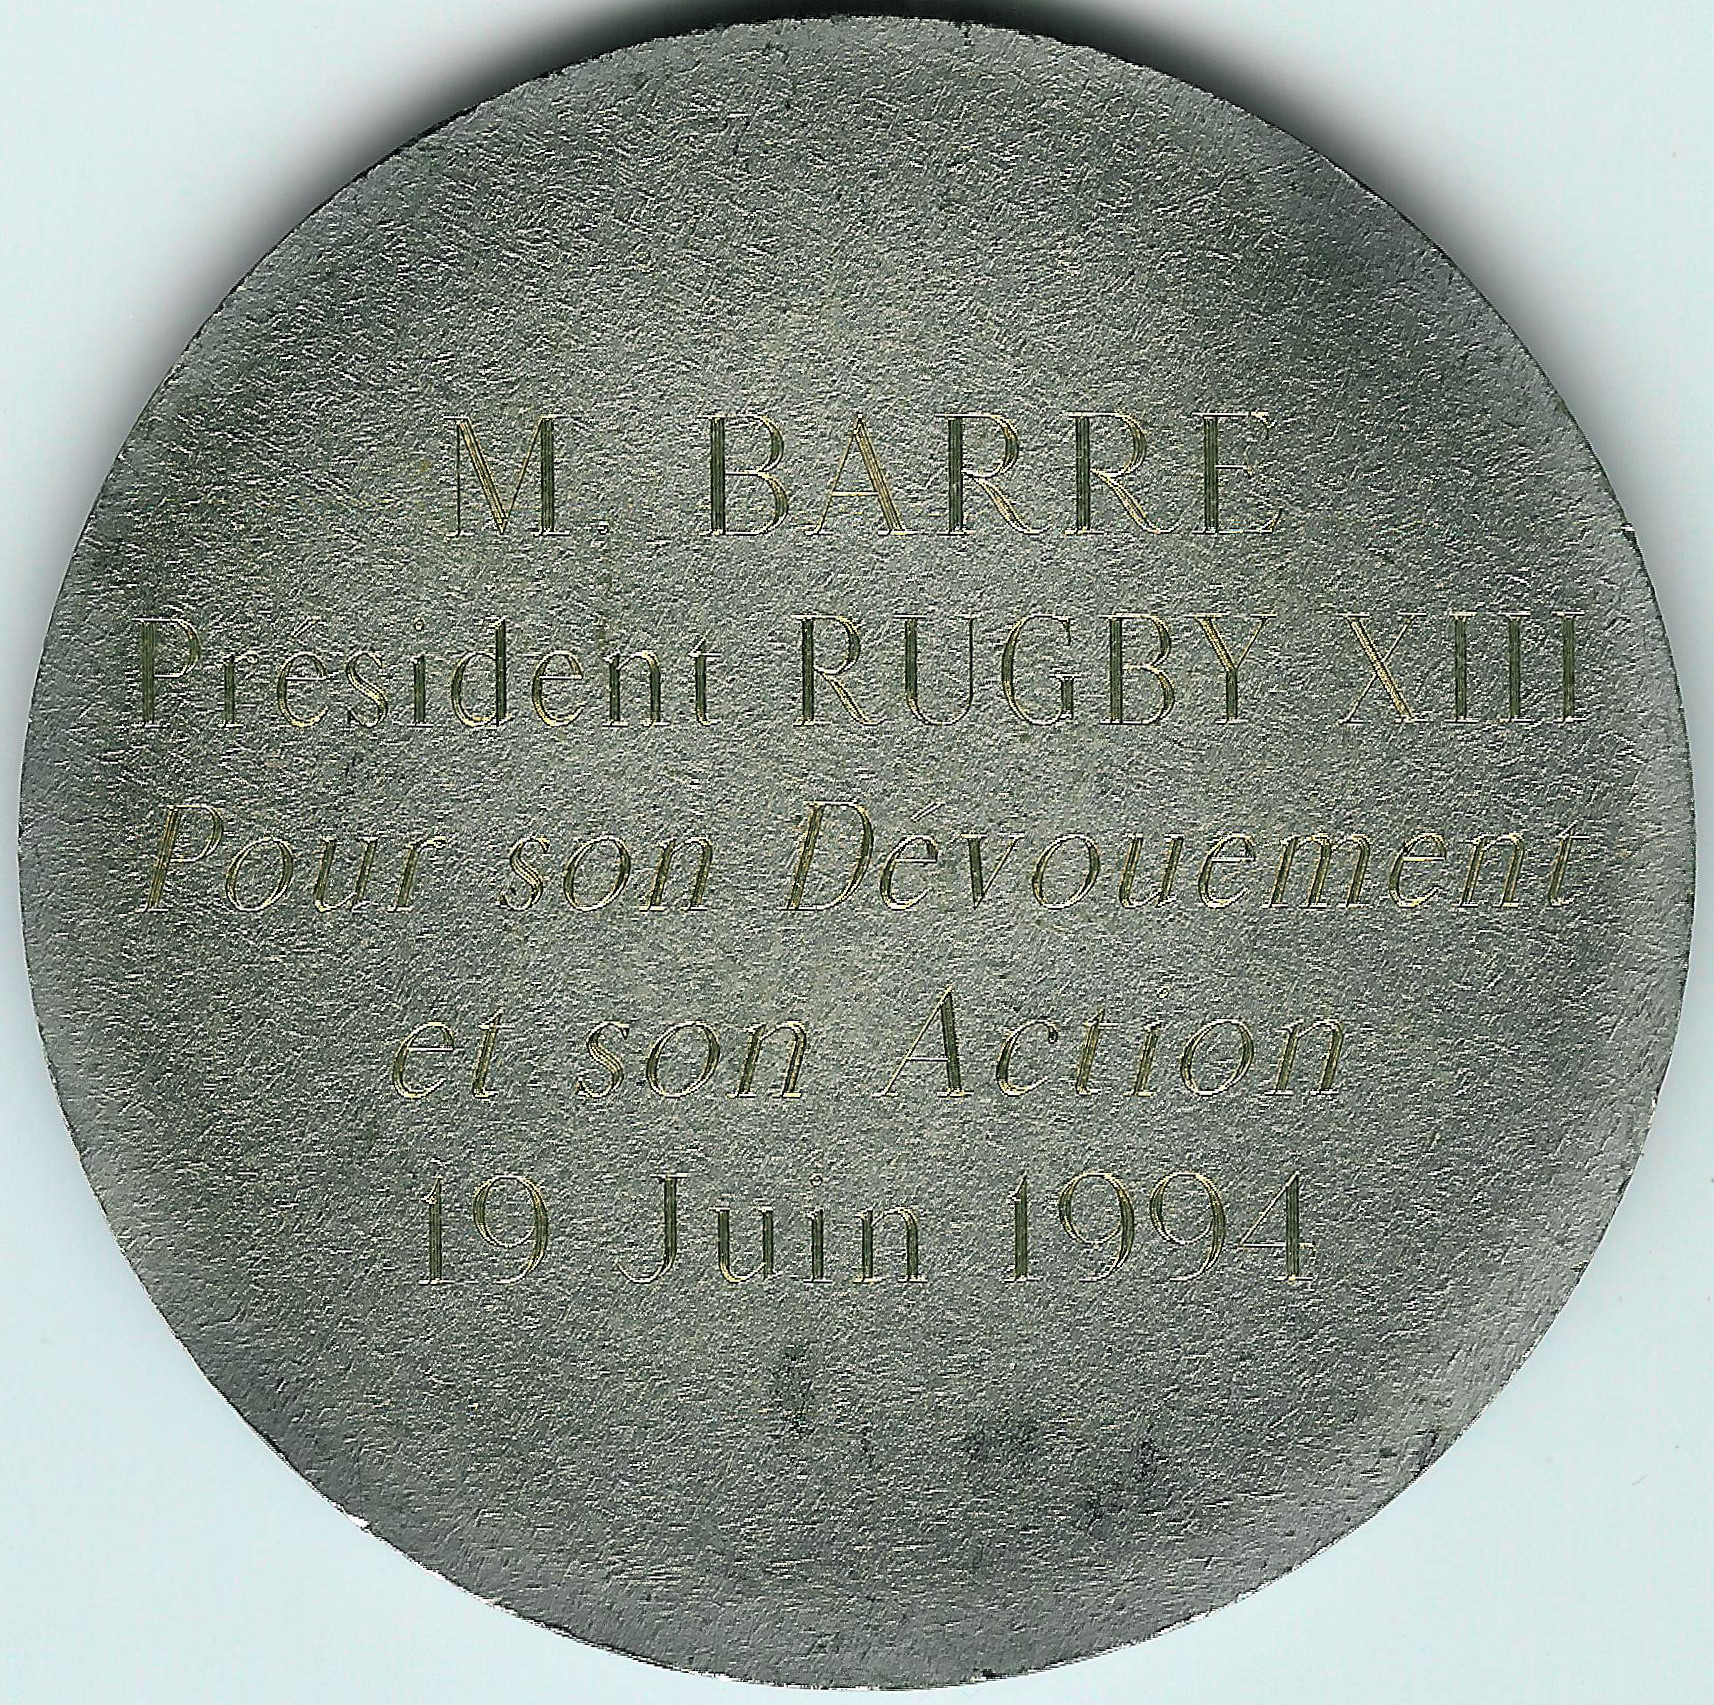 M. BARRE
Président RUGBY XIII
Pour son Dévouement
et son Action
19 Juin 1994